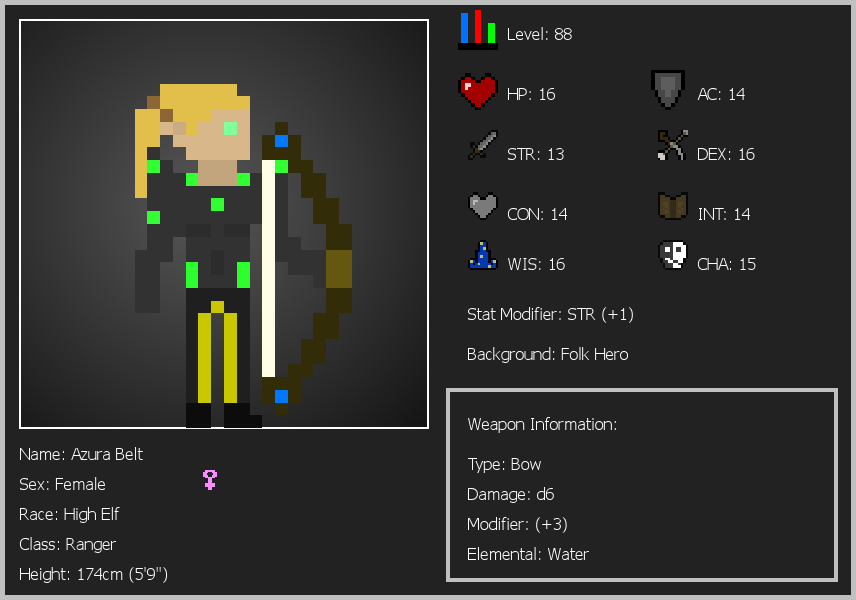 Level: 88
HP: 16
AC: 14
STR: 13
DEX: 16
CON: 14
INT: 14
WIS: 16
CHA: 15
Stat Modifier: STR (+1)
Background: Folk Hero
Weapon Information:
Type: Bow
Damage: d6
Modifier: (+3)
Elemental: Water
Name: Azura Belt
Sex: Female
Race: High Elf
Class: Ranger
Height: 174cm (5'9")